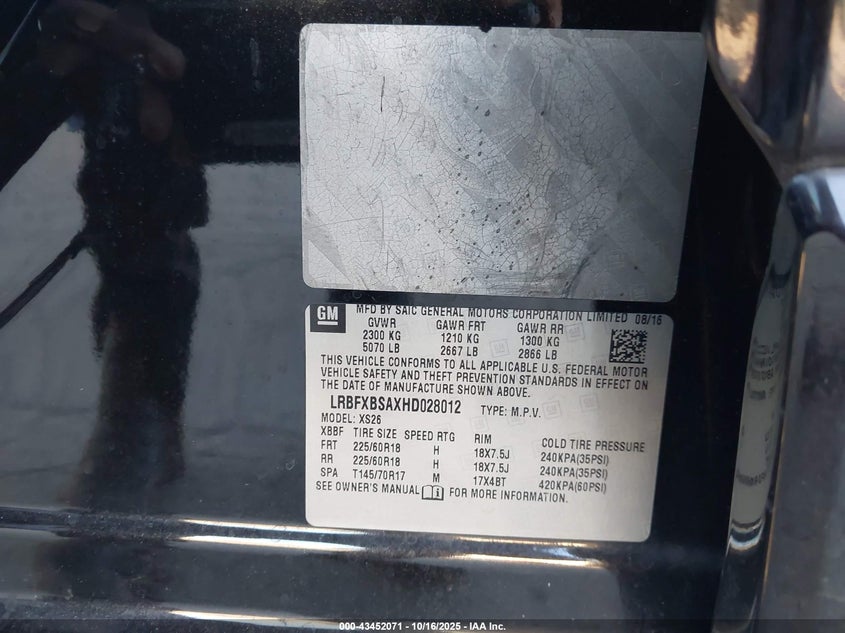 GM
MFD BY SAIC GENERAL MOTORS CORPORATION LIMITED 08/16
GVWR GAWR FRT GAWR RR
2300 KG 1210 KG 1300 KG
5070 LB 2667 LB 2866 LB
THIS VEHICLE CONFORMS TO ALL APPLICABLE U.S. FEDERAL MOTOR
VEHICLE SAFETY AND THEFT PREVENTION STANDARDS IN EFFECT ON
THE DATE OF MANUFACTURE SHOWN ABOVE.
LRBFXBSAXHD028012 TYPE: M.P.V.
MODEL: XS26
XBBF TIRE SIZE SPEED RTG RIM COLD TIRE PRESSURE
FRT 225/60R18 H 18X7.5J 240KPA(35PSI)
RR 225/60R18 H 18X7.5J 240KPA(35PSI)
SPA T145/70R17 M 17X4BT 420KPA(60PSI)
SEE OWNER'S MANUAL FOR MORE INFORMATION.
000-43452071 - 10/16/2025 - IAA Inc.